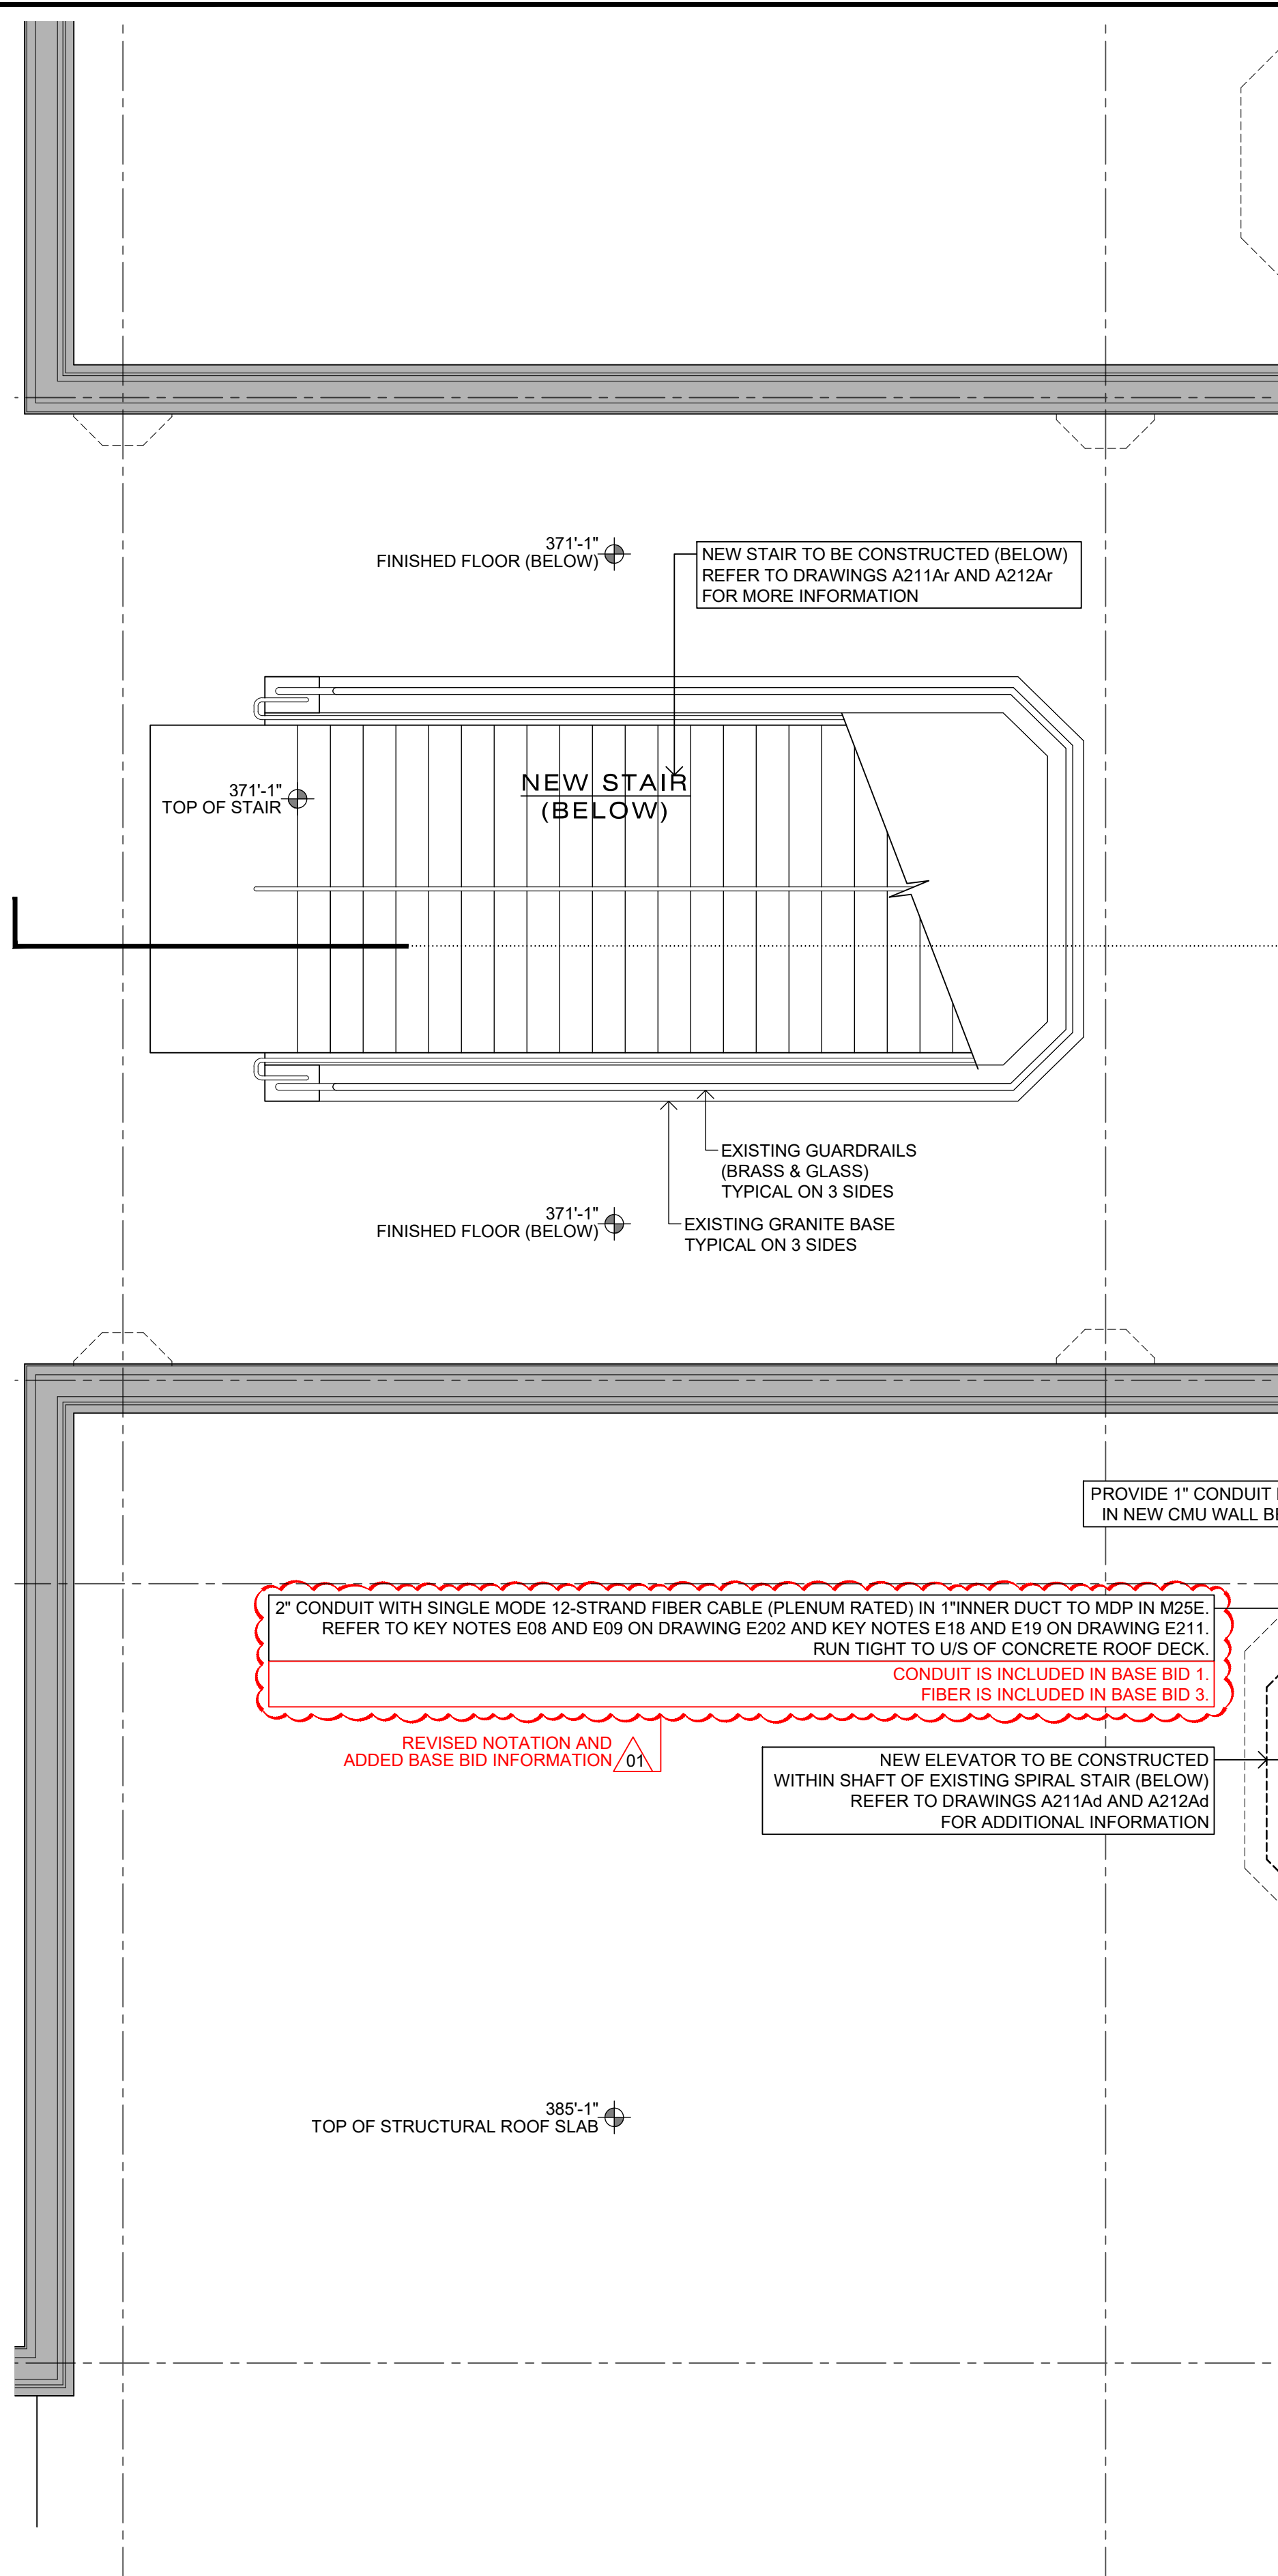 371'-1"
FINISHED FLOOR (BELOW)
NEW STAIR TO BE CONSTRUCTED (BELOW)
REFER TO DRAWINGS A211Ar AND A212Ar
FOR MORE INFORMATION
371'-1"
TOP OF STAIR
NEW STAIR
(BELOW)
EXISTING GUARDRAILS
(BRASS & GLASS)
TYPICAL ON 3 SIDES
371'-1"
FINISHED FLOOR (BELOW)
EXISTING GRANITE BASE
TYPICAL ON 3 SIDES
PROVIDE 1" CONDUIT
IN NEW CMU WALL
2" CONDUIT WITH SINGLE MODE 12-STRAND FIBER CABLE (PLENUM RATED) IN 1"INNER DUCT TO MDP IN M25E.
REFER TO KEY NOTES E08 AND E09 ON DRAWING E202 AND KEY NOTES E18 AND E19 ON DRAWING E211.
RUN TIGHT TO U/S OF CONCRETE ROOF DECK.
CONDUIT IS INCLUDED IN BASE BID 1.
FIBER IS INCLUDED IN BASE BID 3.
REVISED NOTATION AND
ADDED BASE BID INFORMATION
01
NEW ELEVATOR TO BE CONSTRUCTED
WITHIN SHAFT OF EXISTING SPIRAL STAIR (BELOW)
REFER TO DRAWINGS A211Ad AND A212Ad
FOR ADDITIONAL INFORMATION
385'-1"
TOP OF STRUCTURAL ROOF SLAB